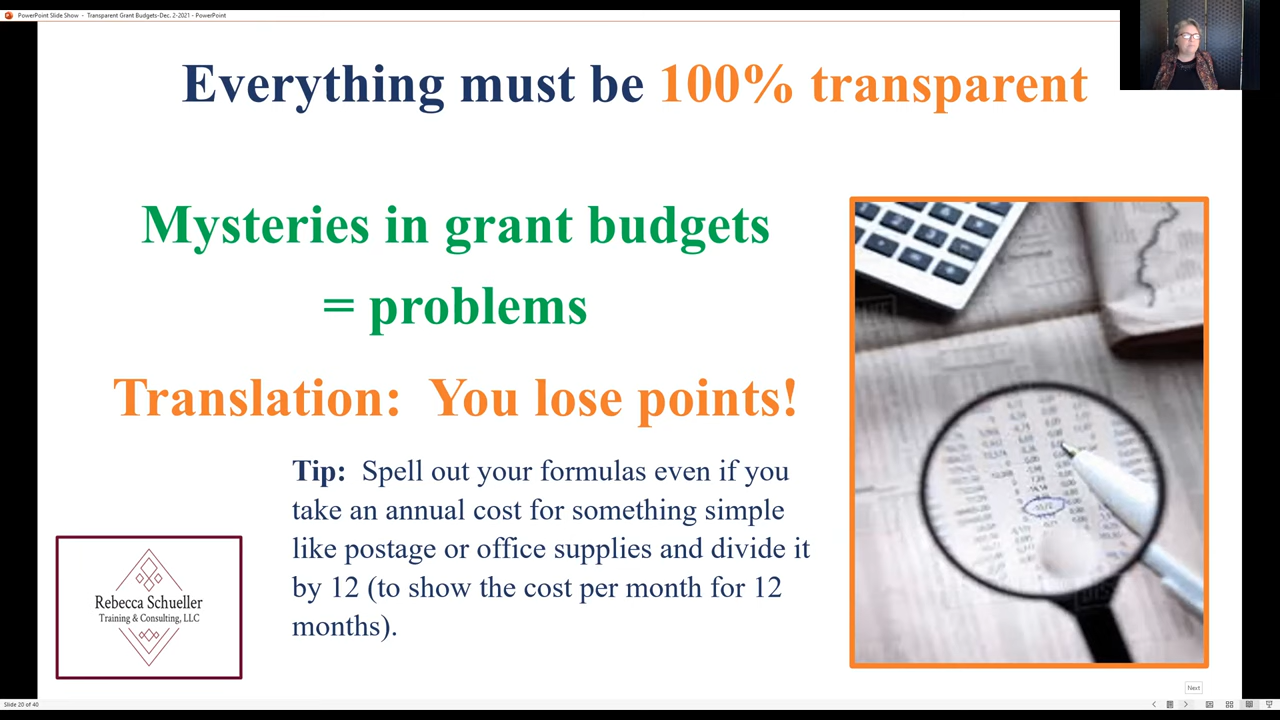 PowerPoint Slide Show - Transparent Grant Budgets-Dec. 2-2021 - PowerPoint
Everything must be 100% transparent
Mysteries in grant budgets
= problems
Translation: You lose points!
Tip: Spell out your formulas even if you
take an annual cost for something simple
like postage or office supplies and divide it
by 12 (to show the cost per month for 12
months).
Rebecca Schueller
Training & Consulting, LLC
Next
Slide 20 of 40